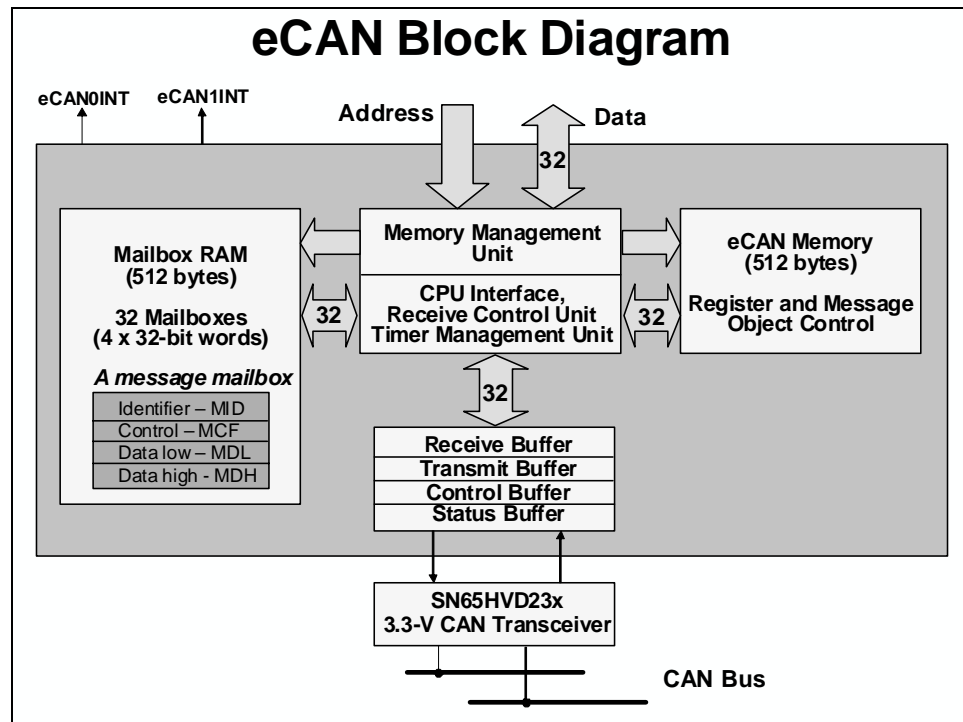 eCAN Block Diagram
eCAN0INT
eCAN1INT
Address
Data
32
Mailbox RAM
(512 bytes)
32 Mailboxes
(4 x 32-bit words)
A message mailbox
Identifier – MID
Control – MCF
Data low – MDL
Data high - MDH
Memory Management
Unit
CPU Interface,
Receive Control Unit
Timer Management Unit
32
32
eCAN Memory
(512 bytes)
Register and Message
Object Control
32
Receive Buffer
Transmit Buffer
Control Buffer
Status Buffer
SN65HVD23x
3.3-V CAN Transceiver
CAN Bus